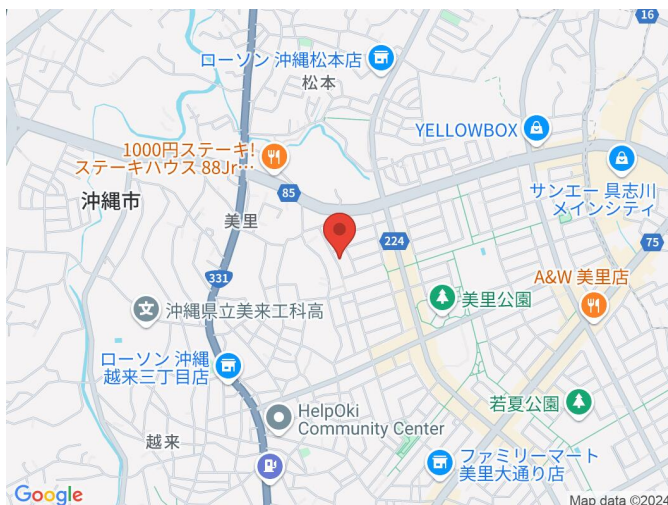 16
ローソン 沖縄松本店
松本
YELLOWBOX
1000円ステーキ!
ステーキハウス 88Jr…
サンエー 具志川
メインシティ
85
沖縄市
美里
224
75
331
A&W 美里店
美里公園
沖縄県立美来工科高
ローソン 沖縄
越来三丁目店
若夏公園
HelpOki
Community Center
越来
ファミリーマート
美里大通り店
Google
Map data ©2024